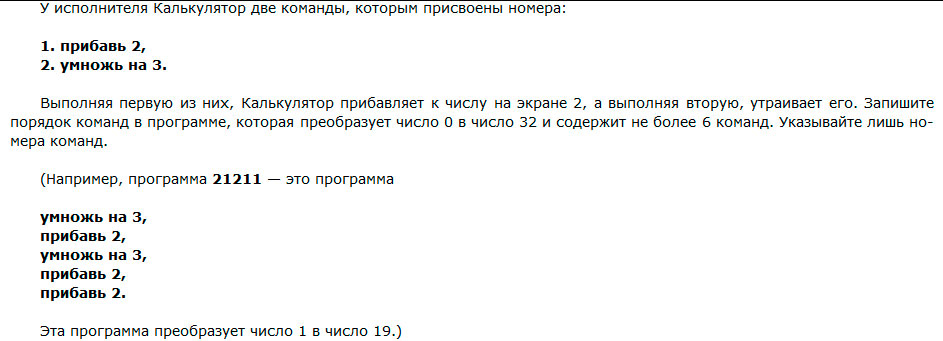 У исполнителя Калькулятор две команды, которым присвоены номера:
1. прибавь 2,
2. умножь на 3.
Выполняя первую из них, Калькулятор прибавляет к числу на экране 2, а выполняя вторую, утраивает его. Запишите
порядок команд в программе, которая преобразует число 0 в число 32 и содержит не более 6 команд. Указывайте лишь но-
мера команд.
(Например, программа 21211 — это программа
умножь на 3,
прибавь 2,
умножь на 3,
прибавь 2,
прибавь 2.
Эта программа преобразует число 1 в число 19.)